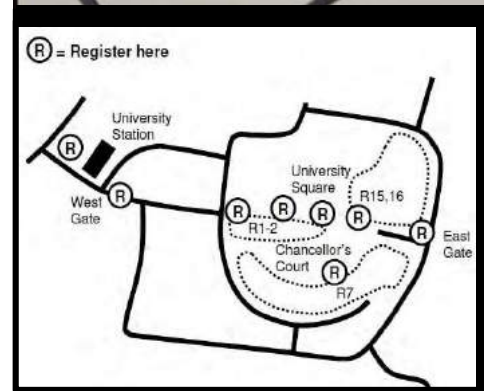 R = Register here
University
Station
R
West
Gate
R
University
Square
R
R
R
R
R15,16
R1-2
R
East
Gate
Chancellor's
Court
R
R7